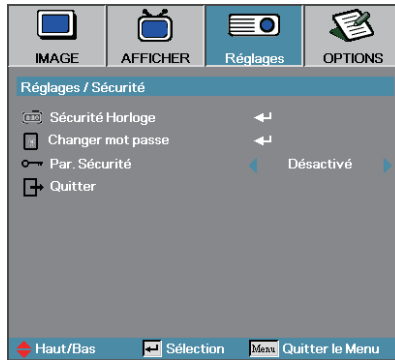 IMAGE AFFICHER Réglages OPTIONS
Réglages / Sécurité
Sécurité Horloge
Changer mot passe
Par. Sécurité Désactivé
Quitter
Haut/Bas Sélection Menu Quitter le Menu